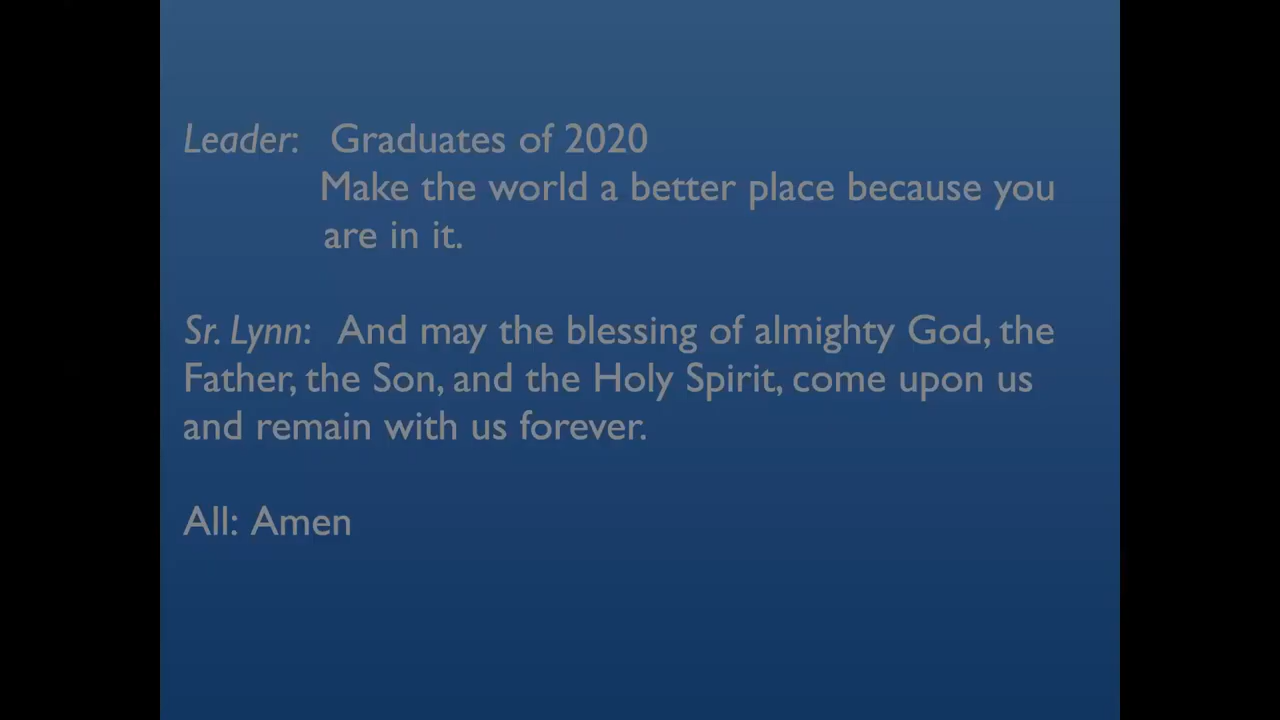 Leader: Graduates of 2020
Make the world a better place because you
are in it.
Sr. Lynn: And may the blessing of almighty God, the
Father, the Son, and the Holy Spirit, come upon us
and remain with us forever.
All: Amen